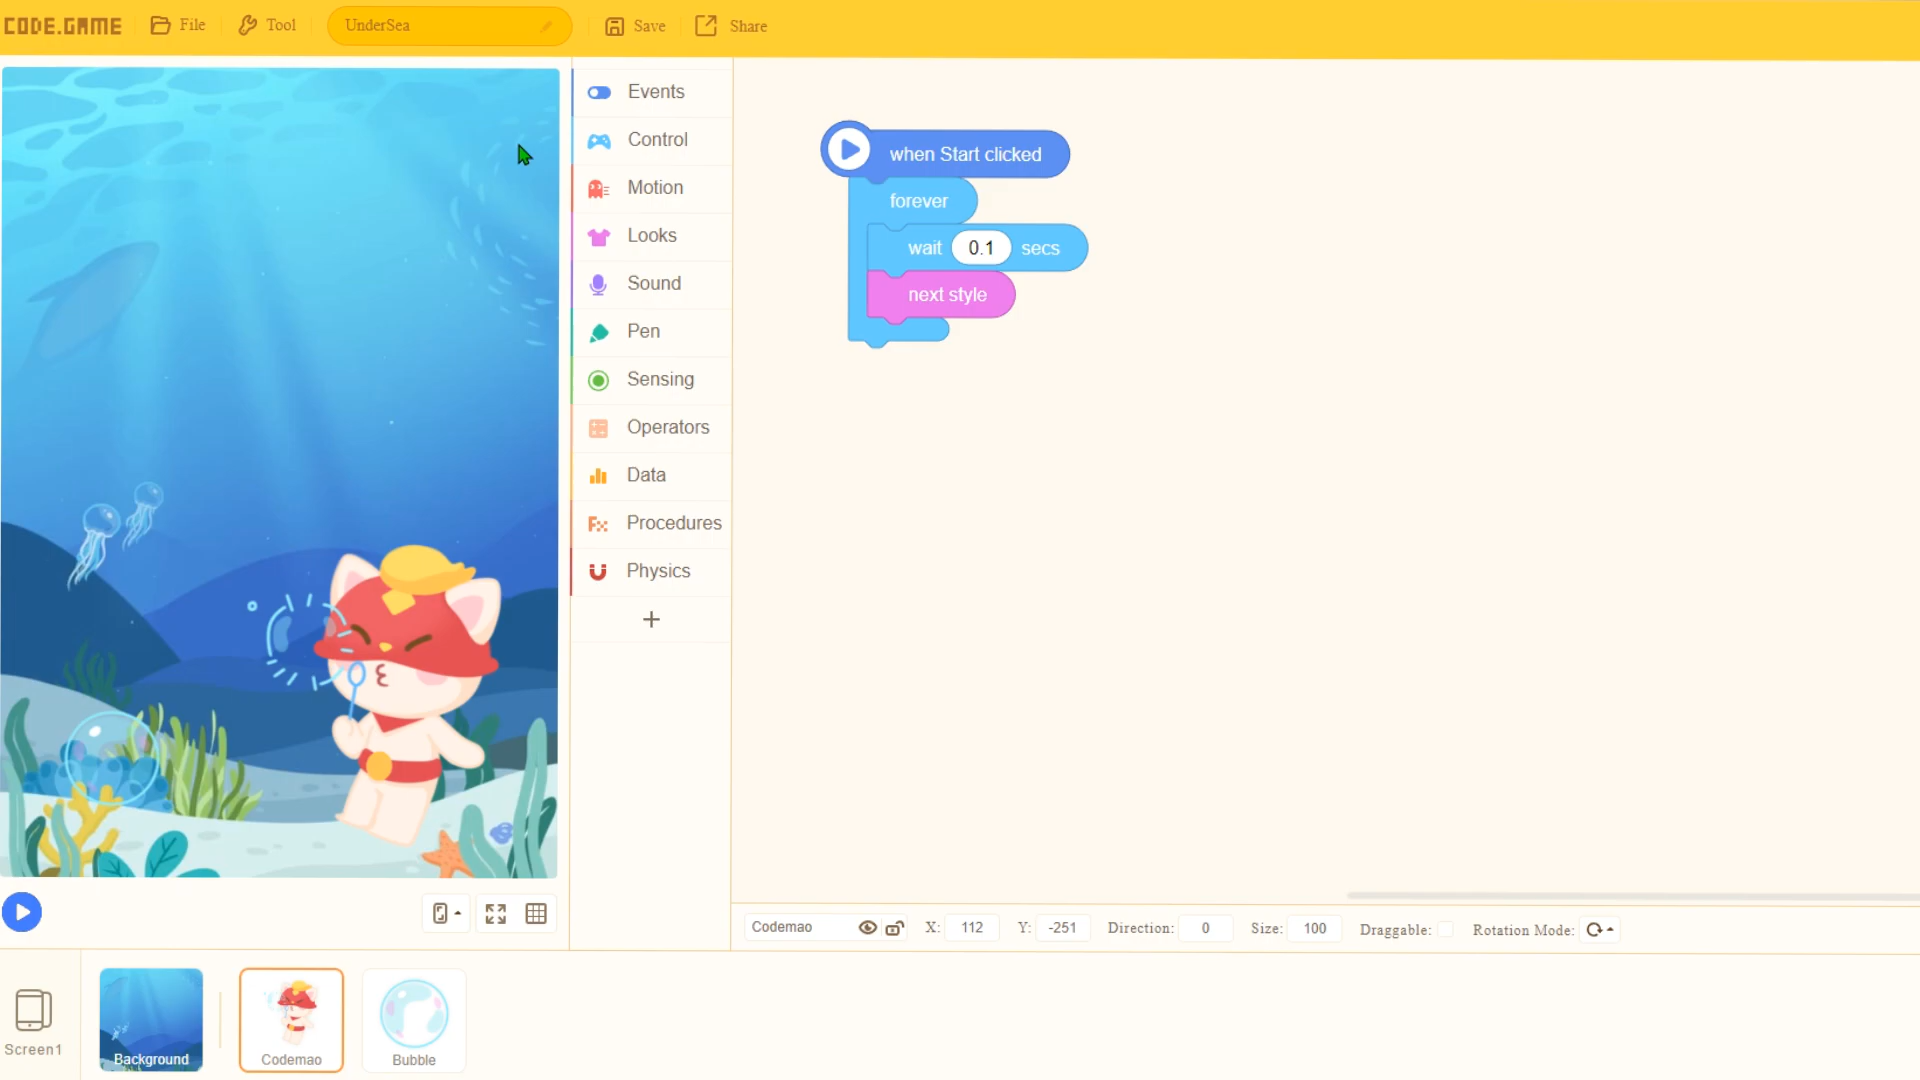 CODE.GAME File Tool UnderSea Save Share
Events
Control
Motion
Looks
Sound
Pen
Sensing
Operators
Data
Procedures
Physics
+
when Start clicked
forever
wait 0.1 secs
next style
Codemao X: 112 Y: -251 Direction: 0 Size: 100 Draggable: Rotation Mode:
Screen1
Background
Codemao
Bubble